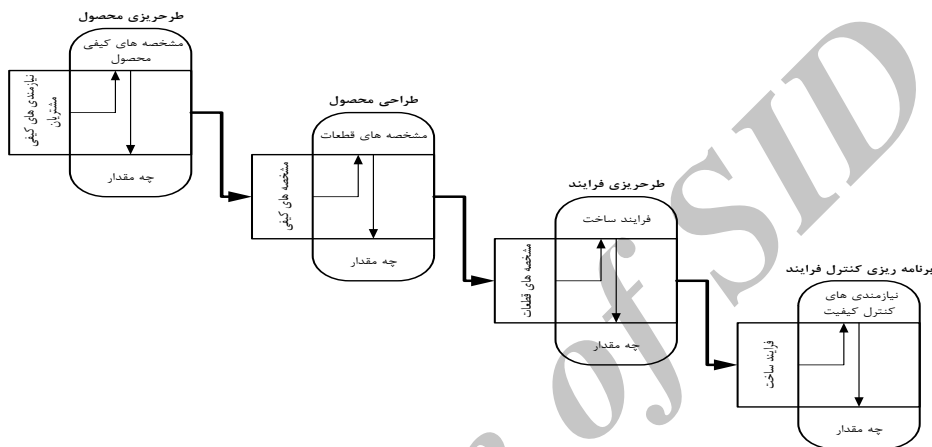 طرحریزی محصول
مشخصه های کیفی
محصول
نیازمندی های کیفی
مشتریان
چه مقدار
طراحی محصول
مشخصه های قطعات
مشخصه های کیفی
چه مقدار
طرحریزی فرایند
فرایند ساخت
مشخصه های قطعات
چه مقدار
برنامه ریزی کنترل فرایند
نیازمندی های
کنترل کیفیت
فرایند ساخت
چه مقدار
of SID